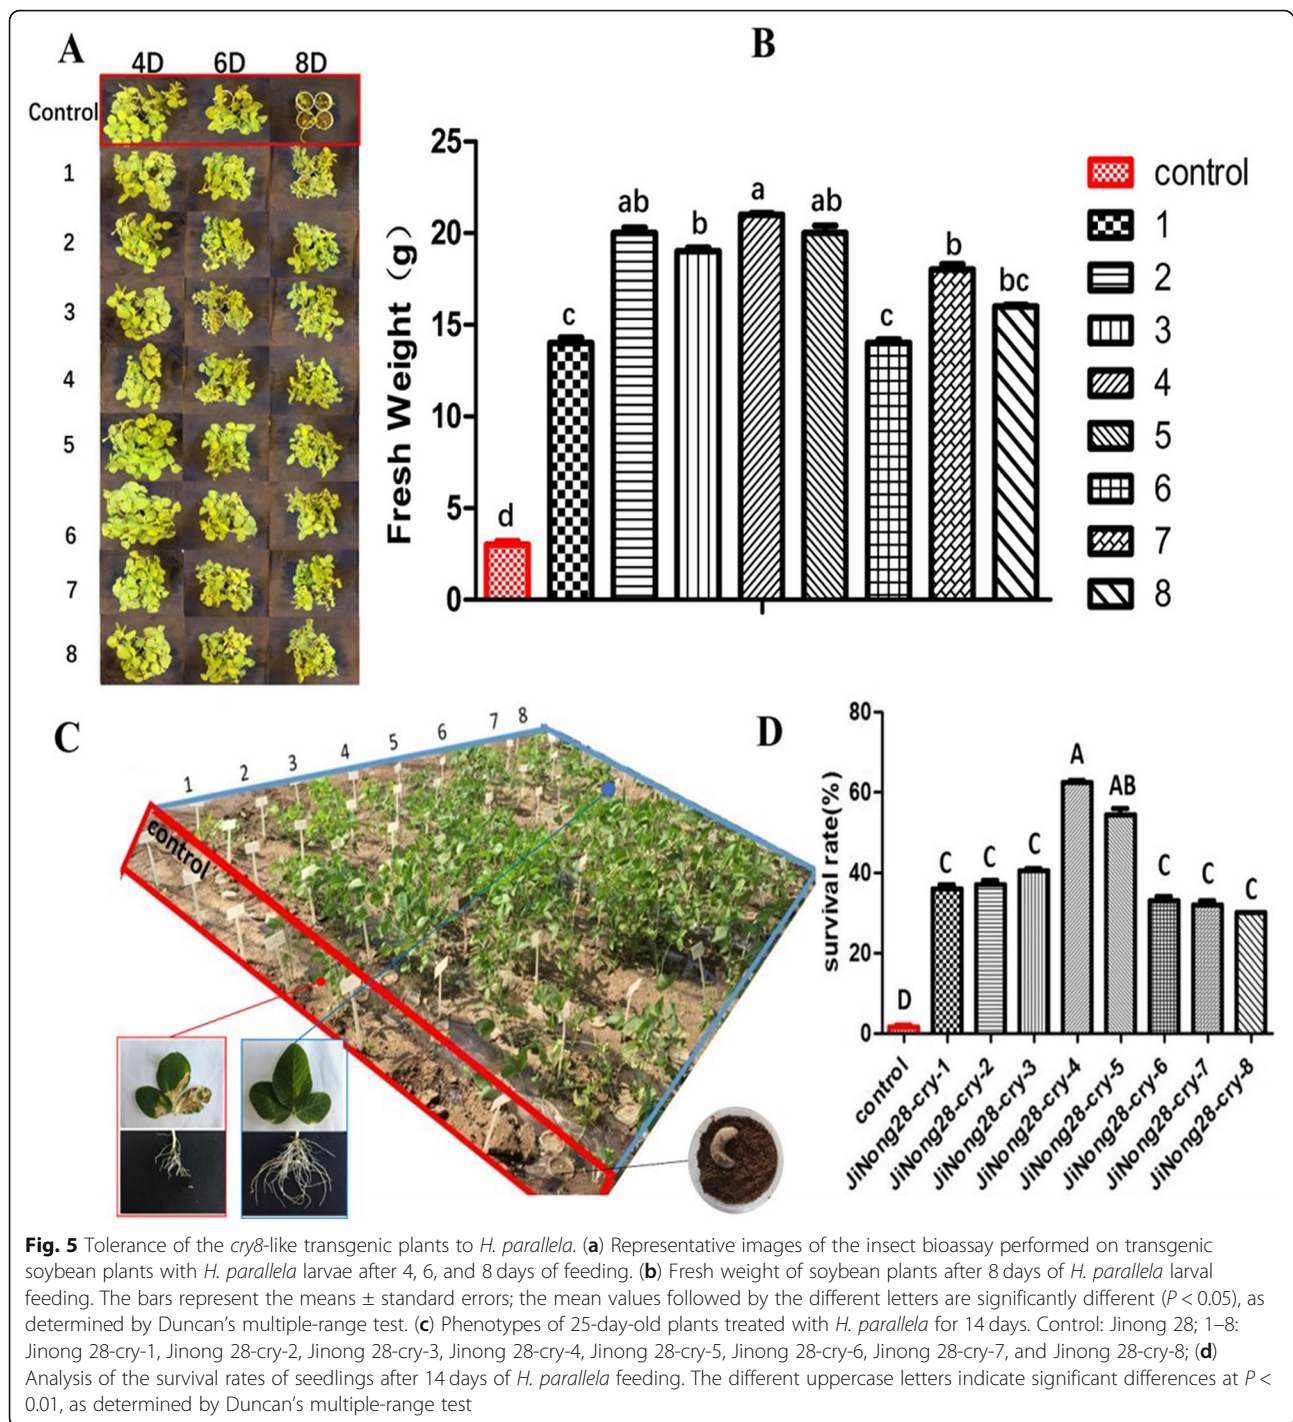 A
4D 6D 8D
Control
1
2
3
4
5
6
7
8
B
Fresh Weight (g)
25
20
15
10
5
0
d
c
ab
b
a
ab
c
b
bc
control
1
2
3
4
5
6
7
8
C
1 2 3 4 5 6 7 8
control
D
survival rate(%)
80
60
40
20
0
D
C
C
C
A
AB
C
C
C
control
JiNong28-cry-1
JiNong28-cry-2
JiNong28-cry-3
JiNong28-cry-4
JiNong28-cry-5
JiNong28-cry-6
JiNong28-cry-7
JiNong28-cry-8
Fig. 5 Tolerance of the cry8-like transgenic plants to H. parallela. (a) Representative images of the insect bioassay performed on transgenic
soybean plants with H. parallela larvae after 4, 6, and 8 days of feeding. (b) Fresh weight of soybean plants after 8 days of H. parallela larval
feeding. The bars represent the means ± standard errors; the mean values followed by the different letters are significantly different (P < 0.05), as
determined by Duncan's multiple-range test. (c) Phenotypes of 25-day-old plants treated with H. parallela for 14 days. Control: Jinong 28; 1–8:
Jinong 28-cry-1, Jinong 28-cry-2, Jinong 28-cry-3, Jinong 28-cry-4, Jinong 28-cry-5, Jinong 28-cry-6, Jinong 28-cry-7, and Jinong 28-cry-8; (d)
Analysis of the survival rates of seedlings after 14 days of H. parallela feeding. The different uppercase letters indicate significant differences at P <
0.01, as determined by Duncan's multiple-range test